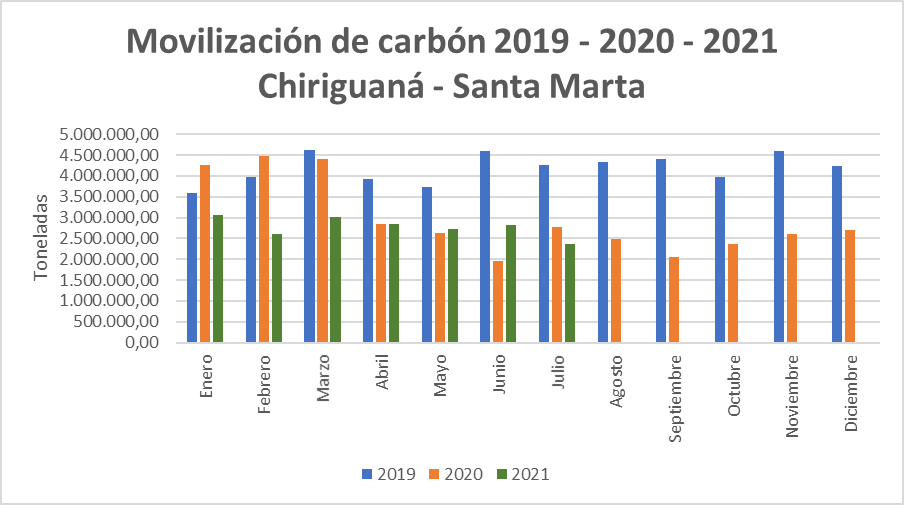 Movilización de carbón 2019 - 2020 - 2021
Chiriguaná - Santa Marta
Toneladas
5.000.000,00
4.500.000,00
4.000.000,00
3.500.000,00
3.000.000,00
2.500.000,00
2.000.000,00
1.500.000,00
1.000.000,00
500.000,00
0,00
Enero
Febrero
Marzo
Abril
Mayo
Junio
Julio
Agosto
Septiembre
Octubre
Noviembre
Diciembre
2019 2020 2021